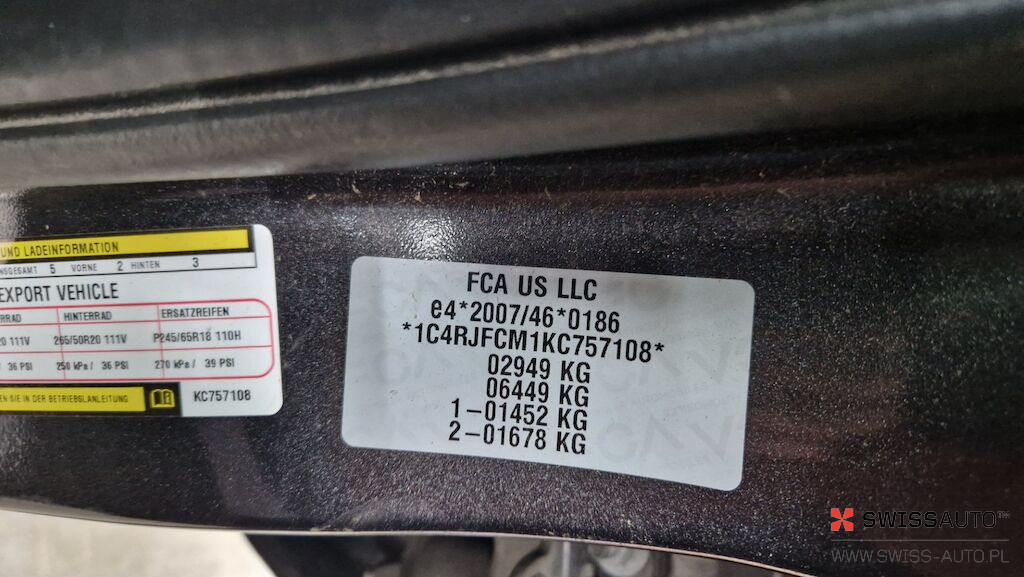 UND LADEINFORMATION
NSGESAMT 5 VORNE 2 HINTEN 3
EXPORT VEHICLE
RRAD HINTERRAD ERSATZREIFEN
20 111V 265/50R20 111V P245/65R18 110H
/ 36 PSI 250 kPa / 36 PSI 270 kPa / 39 PSI
EN SIE IN DER BETRIEBSANLEITUNG KC757108
FCA US LLC
e4*2007/46*0186
*1C4RJFCM1KC757108*
02949 KG
06449 KG
1-01452 KG
2-01678 KG
SWISSAUTO™
WWW.SWISS-AUTO.PL